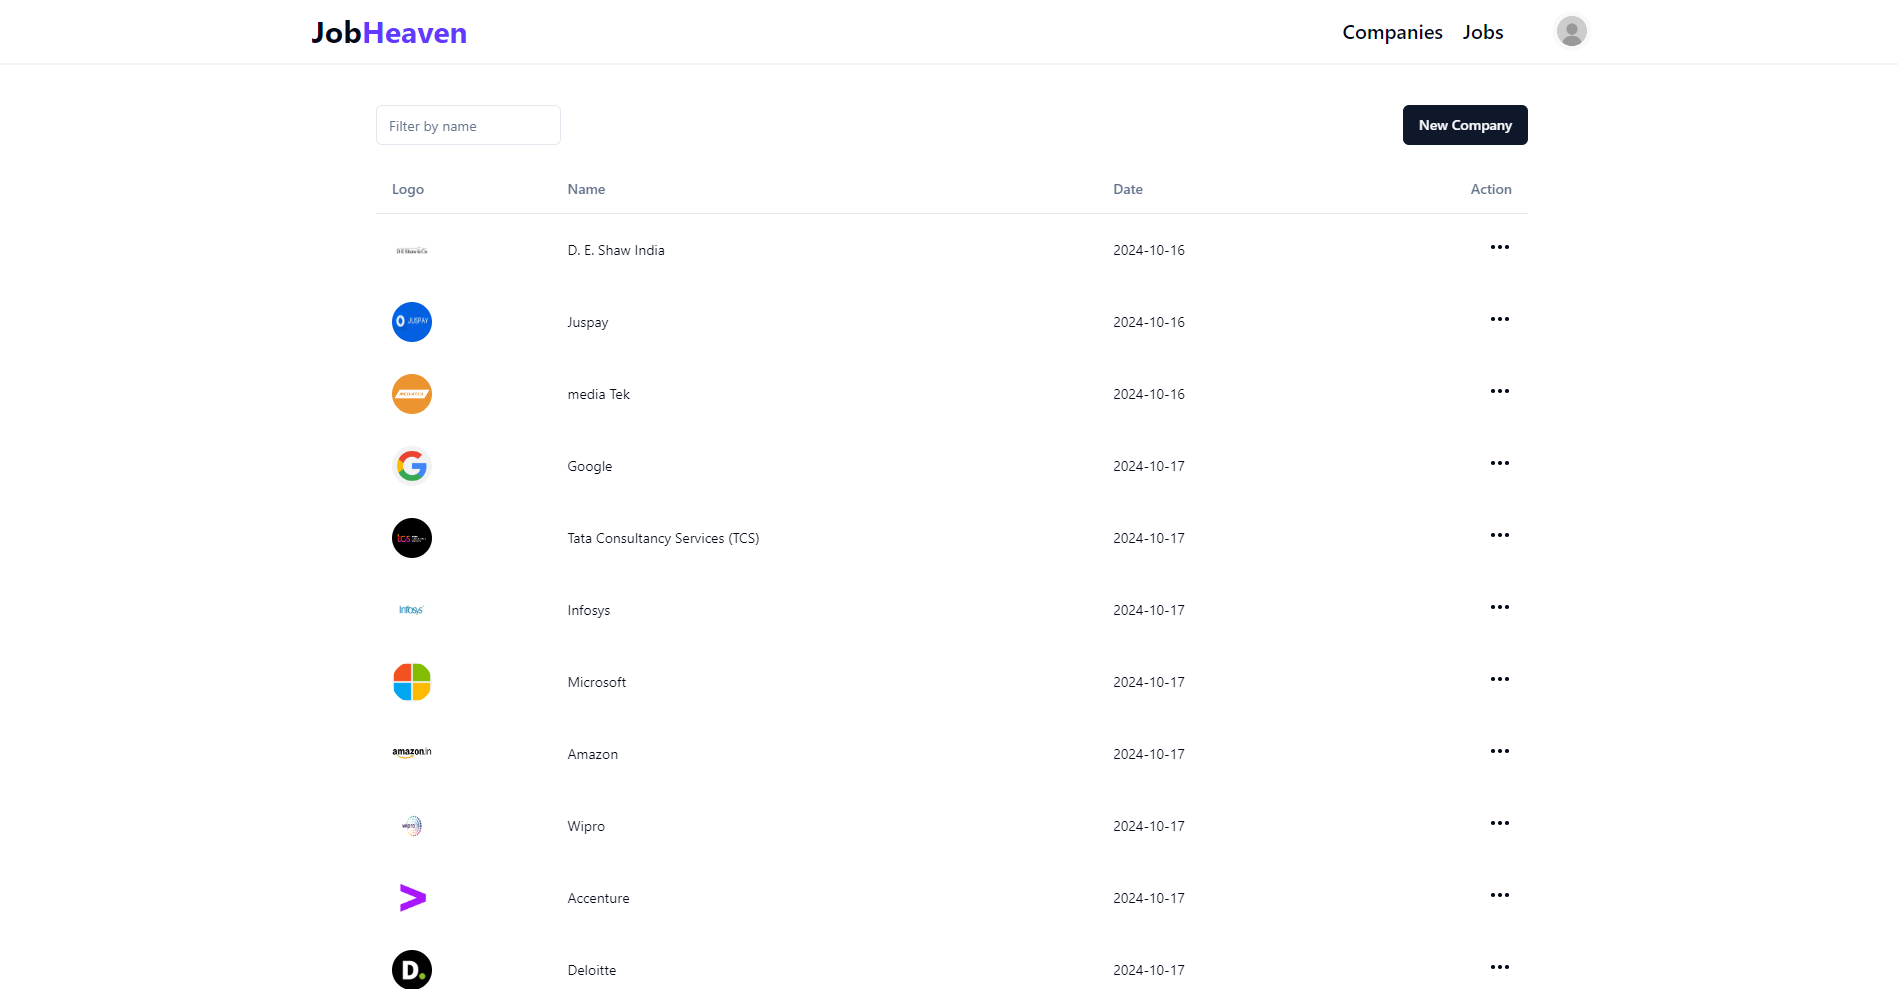 JobHeaven
Companies Jobs
Filter by name
New Company
Logo Name Date Action
D. E. Shaw India 2024-10-16
JUSPAY Juspay 2024-10-16
MEDIATEK media Tek 2024-10-16
Google 2024-10-17
tcs Tata Consultancy Services (TCS) 2024-10-17
Infosys Infosys 2024-10-17
Microsoft 2024-10-17
amazon.in Amazon 2024-10-17
wipro Wipro 2024-10-17
Accenture 2024-10-17
D. Deloitte 2024-10-17